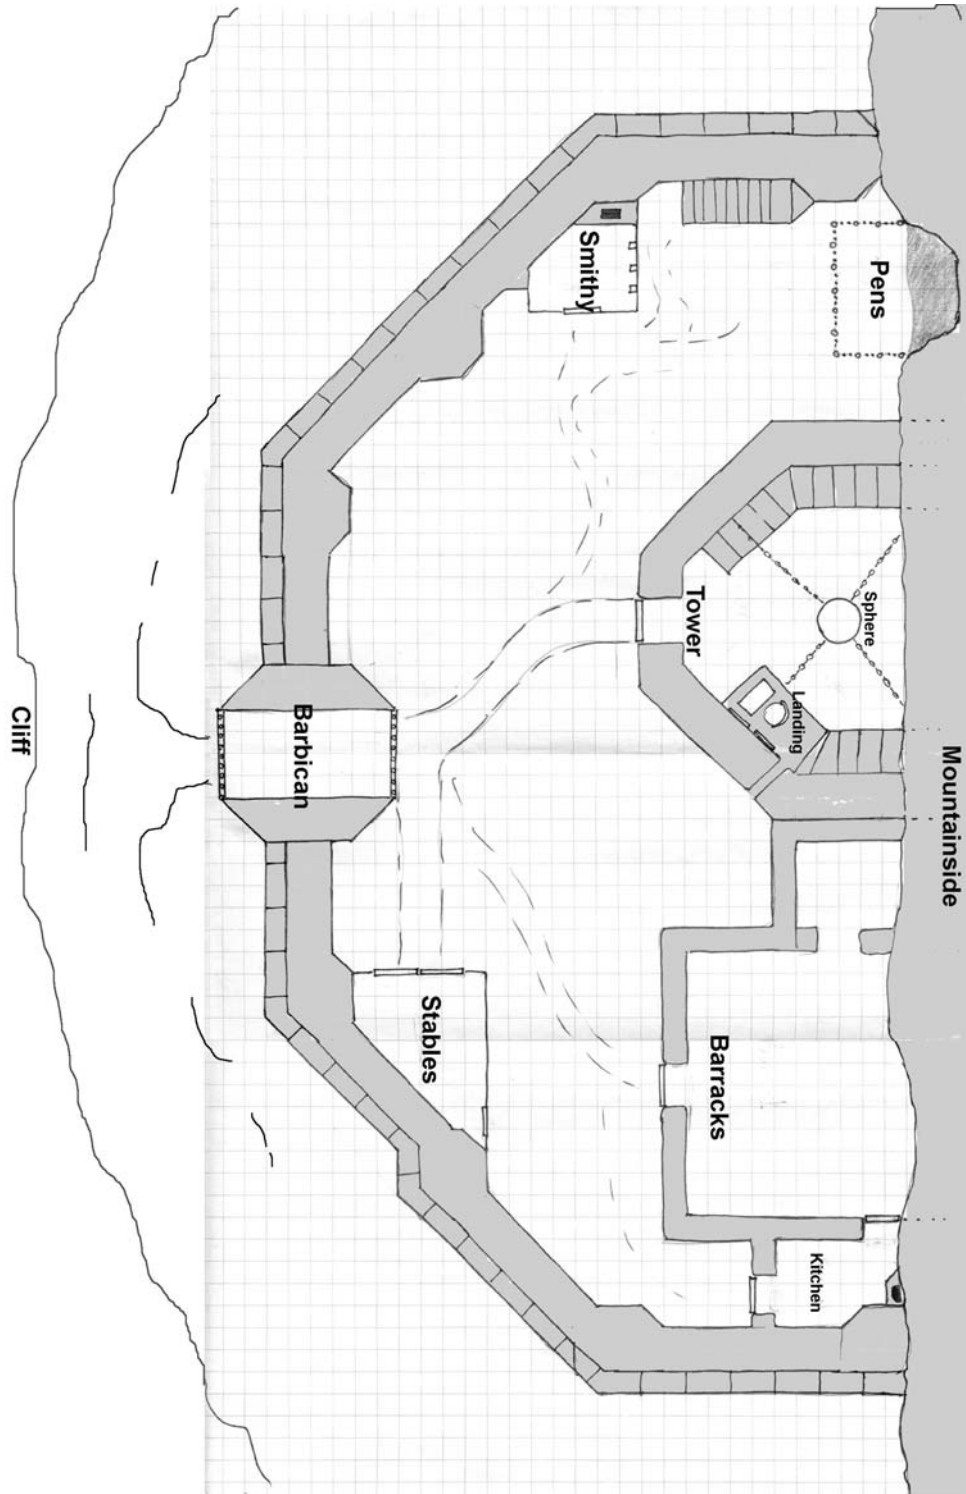 Smithy
Pens
Tower
Sphere
Landing
Barbican
Cliff
Mountainside
Stables
Barracks
Kitchen